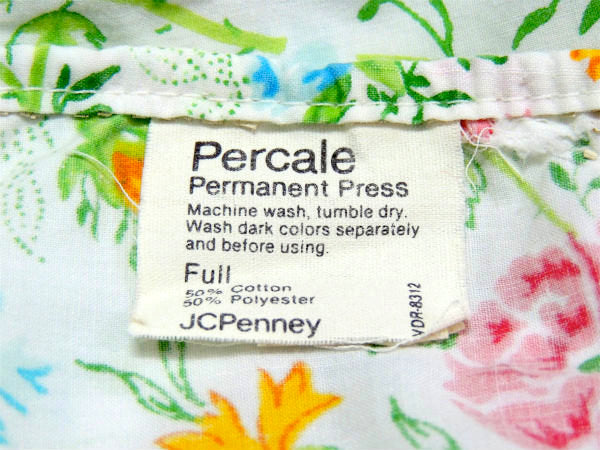 Percale
Permanent Press
Machine wash, tumble dry.
Wash dark colors separately
and before using.
Full
50% Cotton
50% Polyester
JCPenney
VDR-8312